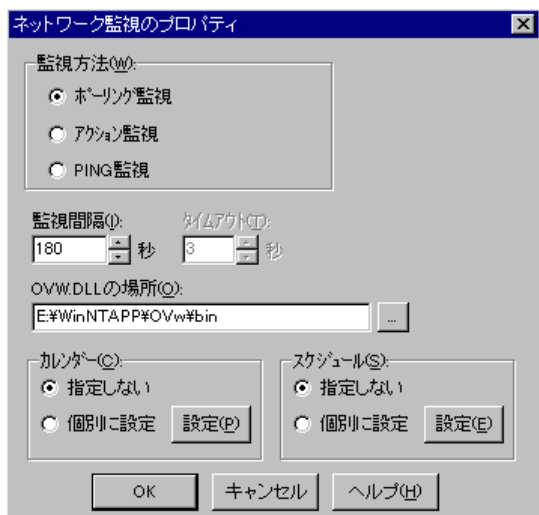 ネットワーク監視のプロパティ
監視方法(W):
ﾎﾟｰﾘﾝｸﾞ監視
ｱｸｼｮﾝ監視
PING監視
監視間隔(I): ﾀｲﾑｱｳﾄ(T):
180 秒 3 秒
OVW.DLLの場所(O):
E:¥WinNTAPP¥OVw¥bin ...
ｶﾚﾝﾀﾞｰ(C): ｽｹｼﾞｭｰﾙ(S):
指定しない 指定しない
個別に設定 設定(P) 個別に設定 設定(E)
OK キャンセル ヘルプ(H)